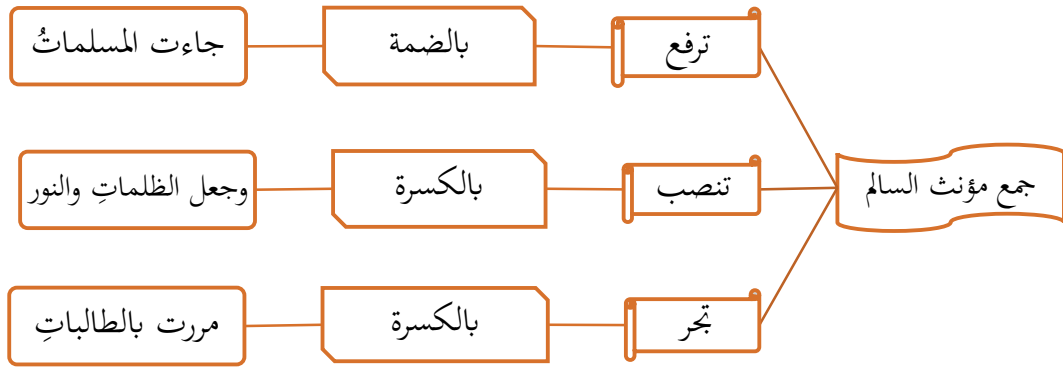 جمع مؤنث السالم
ترفع
بالضمة
جاءت المسلماتُ
تنصب
بالكسرة
وجعل الظلماتِ والنور
تجر
بالكسرة
مررت بالطالباتِ